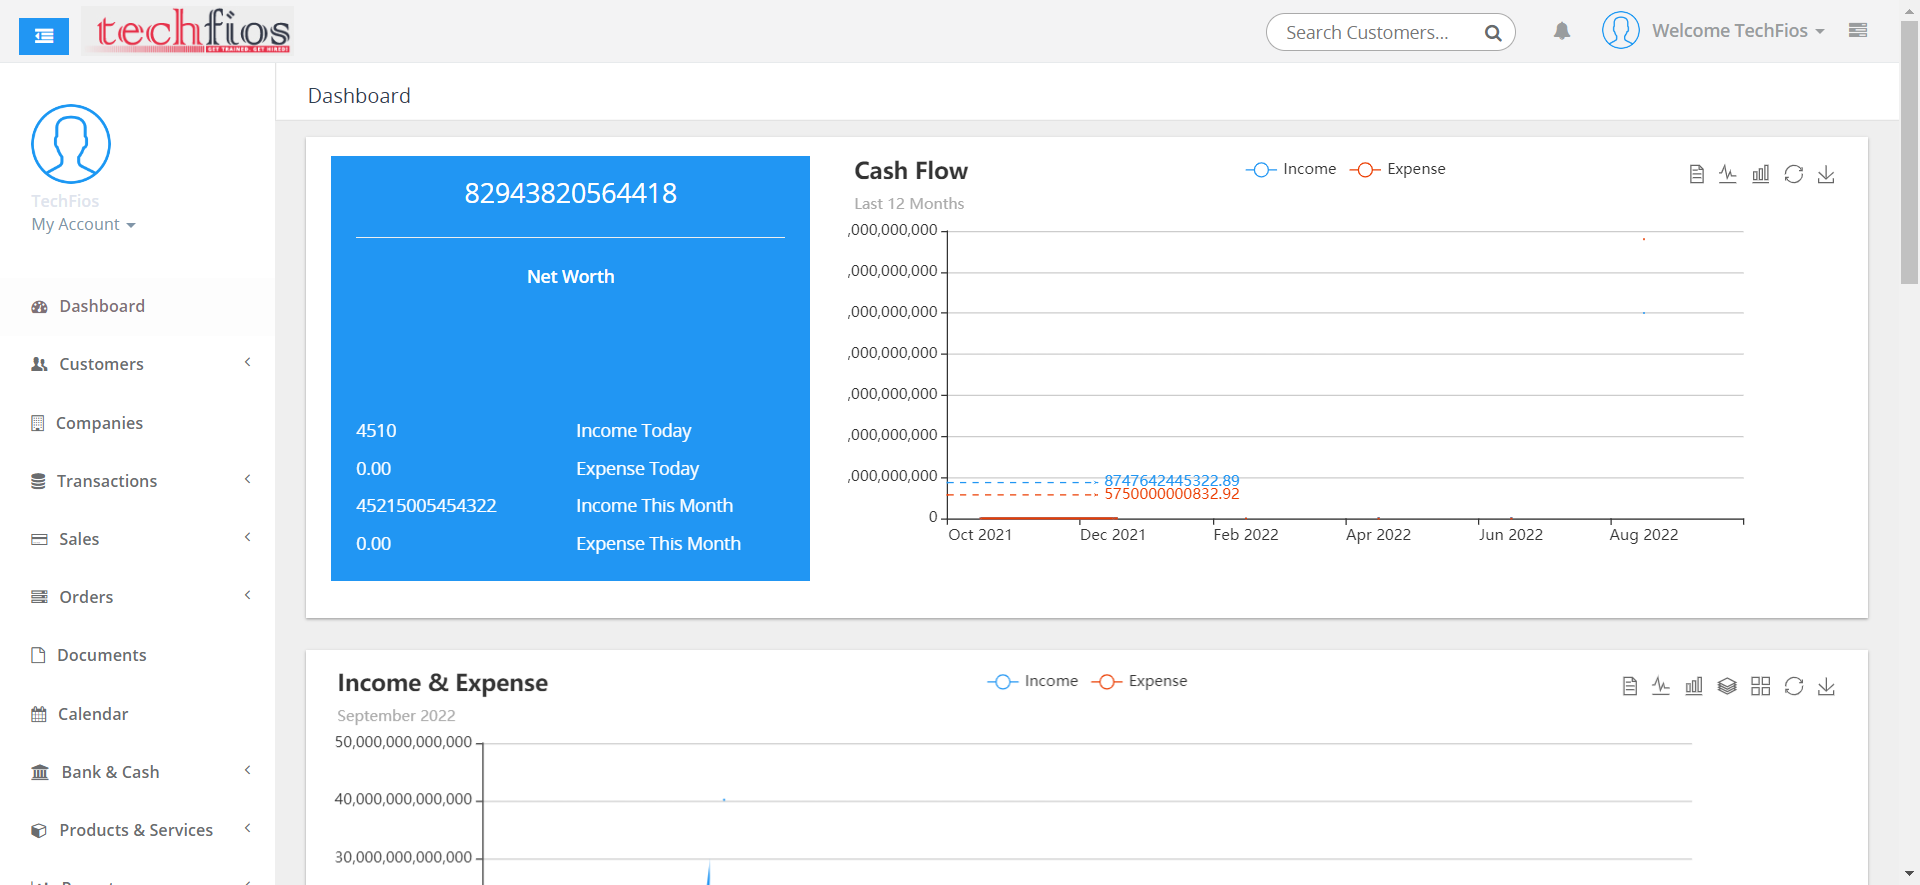 techfios
GET TRAINED. GET HIRED!
Search Customers...
Welcome TechFios
TechFios
My Account
Dashboard
Customers
Companies
Transactions
Sales
Orders
Documents
Calendar
Bank & Cash
Products & Services
Dashboard
82943820564418
Net Worth
4510 Income Today
0.00 Expense Today
45215005454322 Income This Month
0.00 Expense This Month
Cash Flow
Last 12 Months
Income Expense
,000,000,000
,000,000,000
,000,000,000
,000,000,000
,000,000,000
,000,000,000
,000,000,000
0
8747642445322.89
5750000000832.92
Oct 2021 Dec 2021 Feb 2022 Apr 2022 Jun 2022 Aug 2022
Income & Expense
September 2022
Income Expense
50,000,000,000,000
40,000,000,000,000
30,000,000,000,000